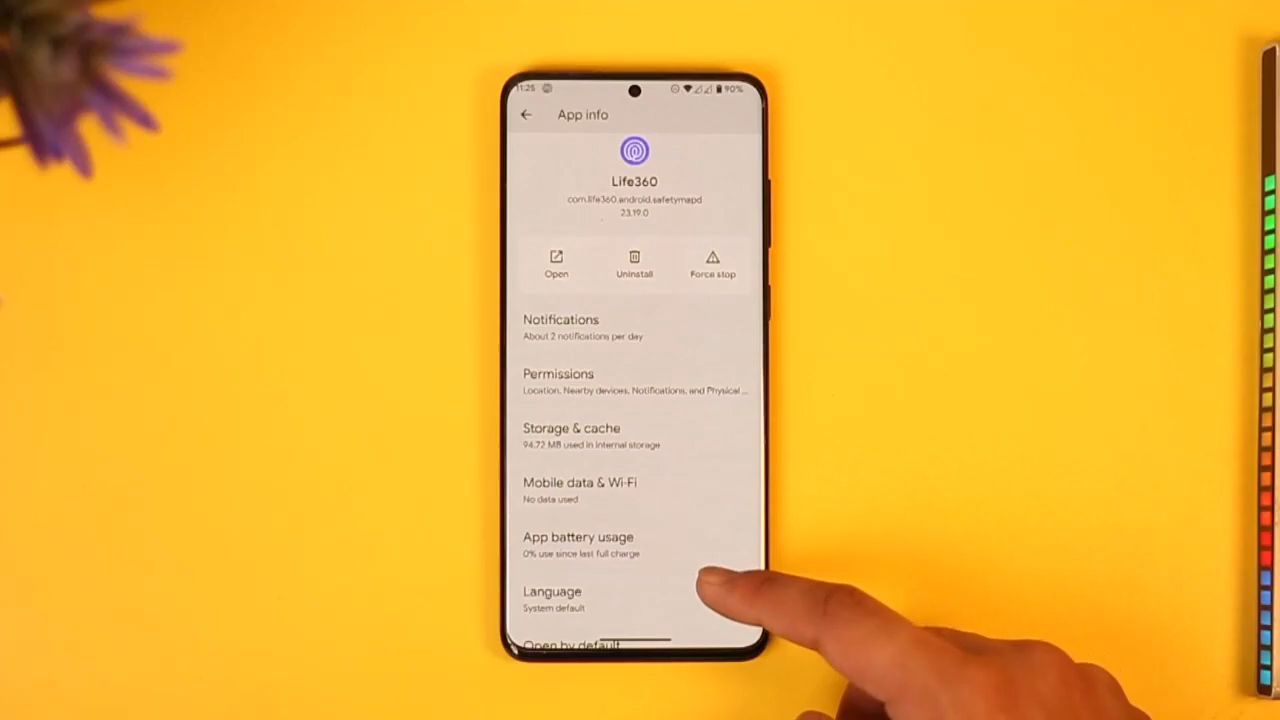 11:25 90%
App info
Life360
com.life360.android.safetymapd
23.19.0
Open Uninstall Force stop
Notifications
About 2 notifications per day
Permissions
Location, Nearby devices, Notifications, and Physical ...
Storage & cache
94.72 MB used in internal storage
Mobile data & Wi-Fi
No data used
App battery usage
0% use since last full charge
Language
System default
Open by default